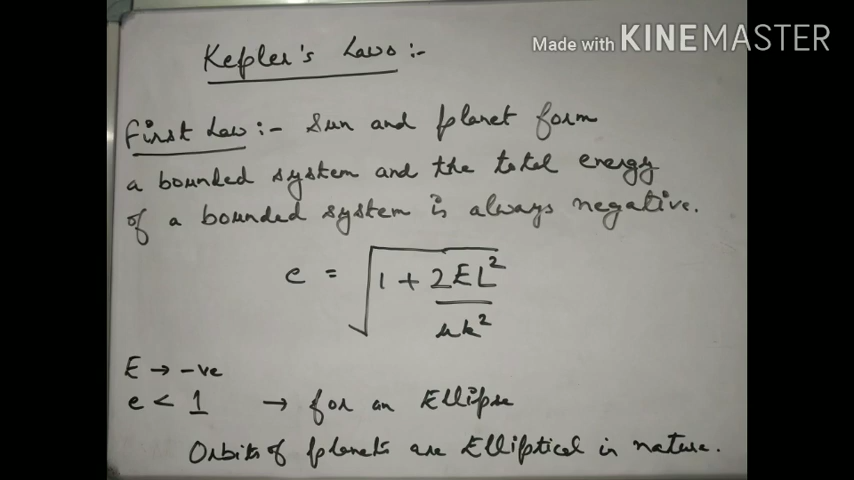 Kepler's Laws :-
Made with KINEMASTER
First Law :- Sun and planet form
a bounded system and the total energy
of a bounded system is always negative.
e = √(1 + 2EL²/μk²)
E → -ve
e < 1 → for an Ellipse
Orbits of planets are Elliptical in nature.